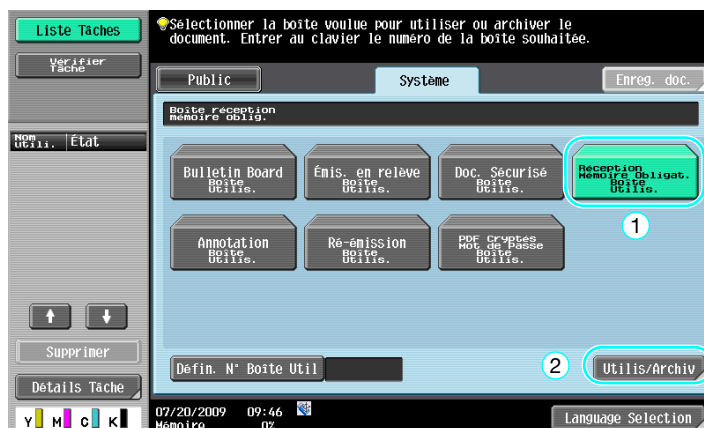 Liste Tâches
Vérifier
Tâche
Nom
Utili.
État
Supprimer
Détails Tâche
Y M C K
Sélectionner la boîte voulue pour utiliser ou archiver le
document. Entrer au clavier le numéro de la boîte souhaitée.
Public
Système
Enreg. doc.
Boîte réception
mémoire oblig.
Bulletin Board
Boîte
Utilis.
Émis. en relève
Boîte
Utilis.
Doc. Sécurisé
Boîte
Utilis.
Réception
Mémoire Obligat.
Boîte
Utilis.
1
Annotation
Boîte
Utilis.
Ré-émission
Boîte
Utilis.
PDF Cryptés
Mot de Passe
Boîte
Utilis.
Défin. N° Boîte Util
2
Utilis/Archiv
07/20/2009 09:46
Mémoire 0%
Language Selection